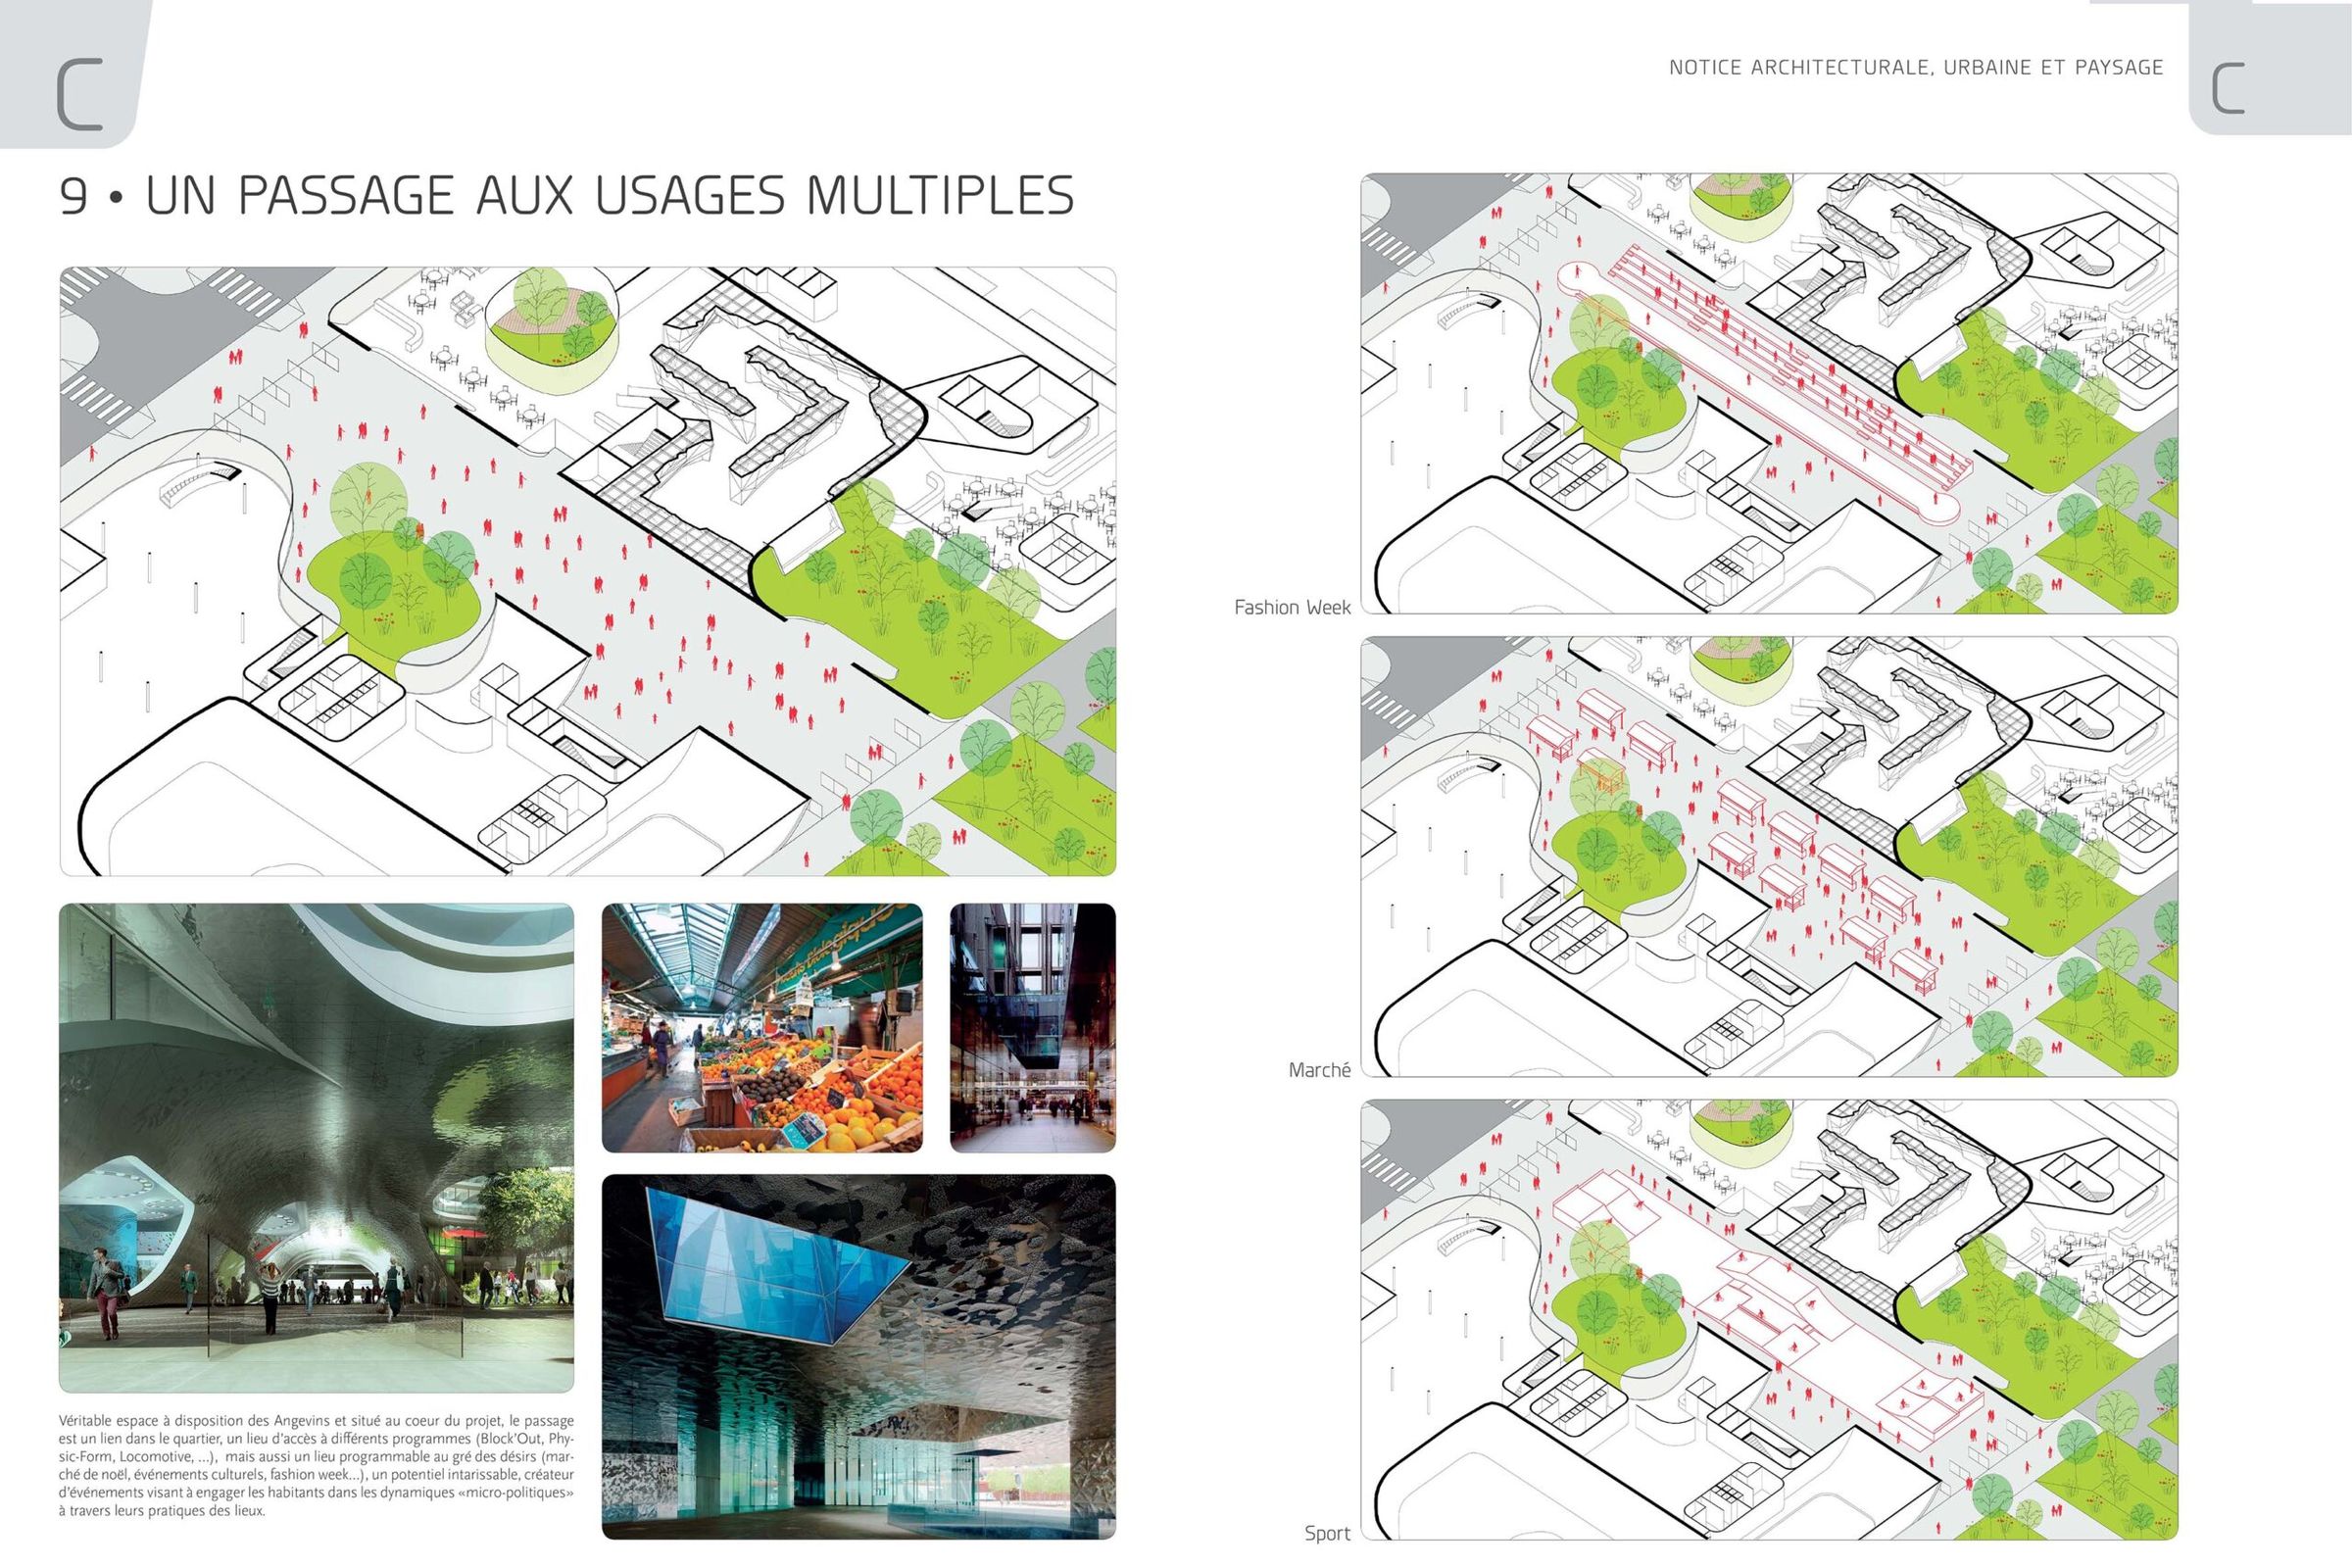 C
NOTICE ARCHITECTURALE, URBAINE ET PAYSAGE
C
9 • UN PASSAGE AUX USAGES MULTIPLES
Fashion Week
Marché
Sport
Véritable espace à disposition des Angevins et situé au coeur du projet, le passage
est un lien dans le quartier, un lieu d'accès à différents programmes (Block'Out, Phy-
sic-Form, Locomotive, ...), mais aussi un lieu programmable au gré des désirs (mar-
ché de noël, événements culturels, fashion week...), un potentiel intarissable, créateur
d'événements visant à engager les habitants dans les dynamiques «micro-politiques»
à travers leurs pratiques des lieux.